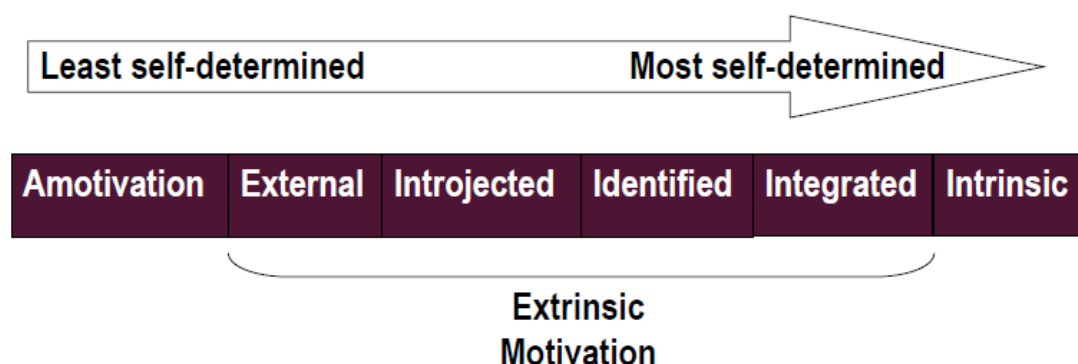 Least self-determined Most self-determined
Amotivation External Introjected Identified Integrated Intrinsic
Extrinsic
Motivation